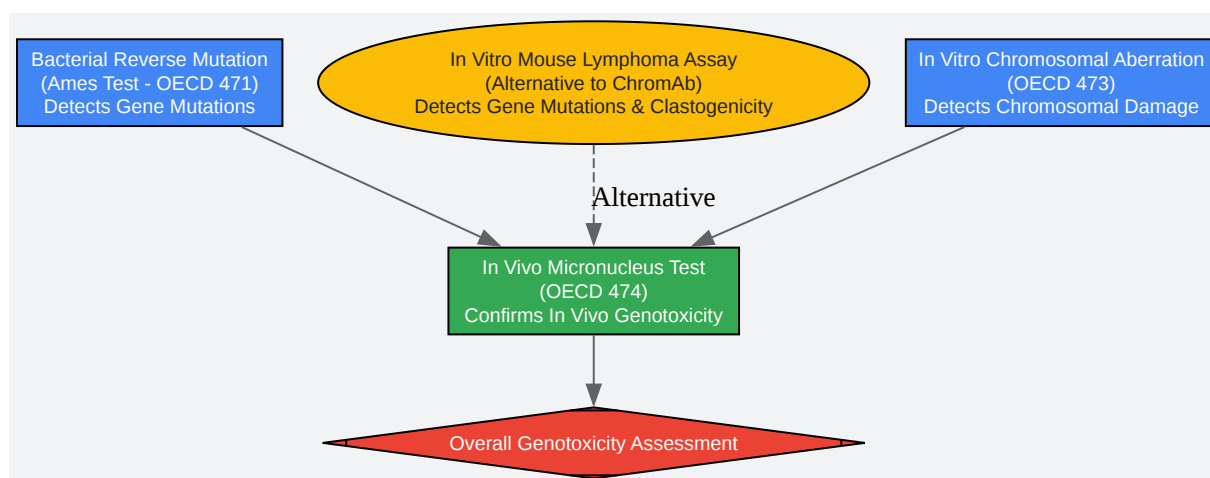 Bacterial Reverse Mutation
(Ames Test - OECD 471)
Detects Gene Mutations
In Vitro Mouse Lymphoma Assay
(Alternative to ChromAb)
Detects Gene Mutations & Clastogenicity
In Vitro Chromosomal Aberration
(OECD 473)
Detects Chromosomal Damage
Alternative
In Vivo Micronucleus Test
(OECD 474)
Confirms In Vivo Genotoxicity
Overall Genotoxicity Assessment